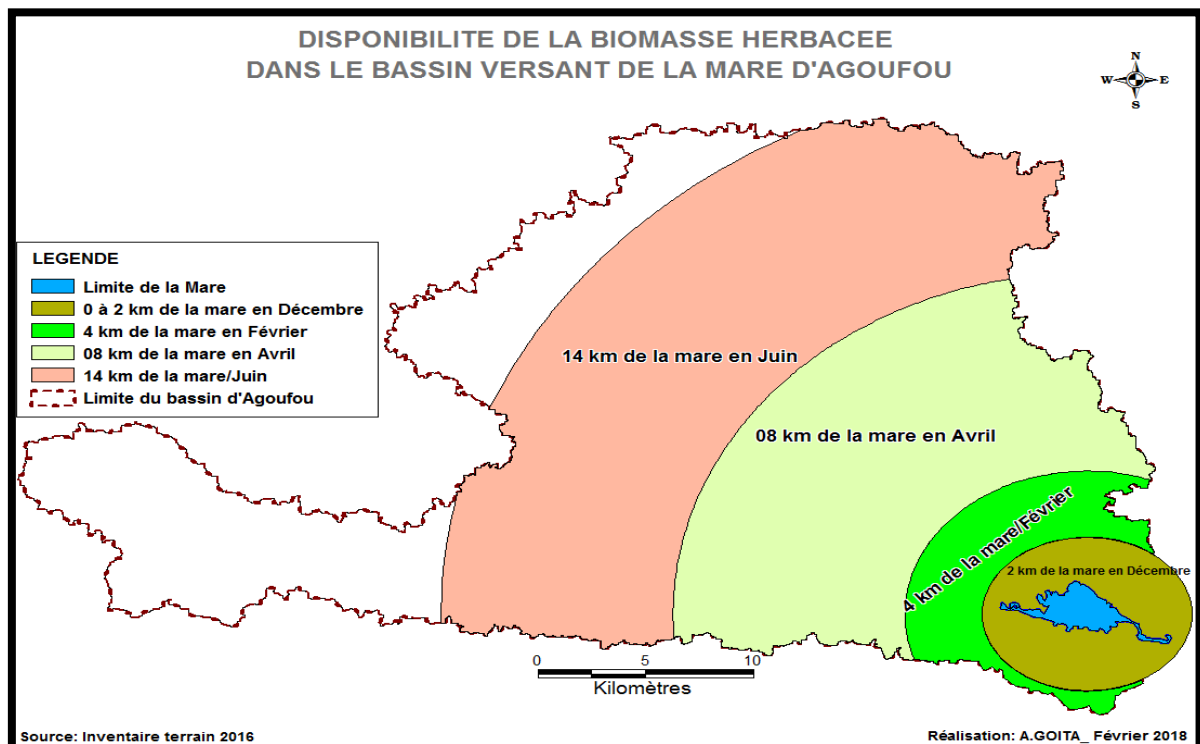 DISPONIBILITE DE LA BIOMASSE HERBACEE
DANS LE BASSIN VERSANT DE LA MARE D'AGOUFOU
N
W E
S
LEGENDE
Limite de la Mare
0 à 2 km de la mare en Décembre
4 km de la mare en Février
08 km de la mare en Avril
14 km de la mare/Juin
Limite du bassin d'Agoufou
14 km de la mare en Juin
08 km de la mare en Avril
4 km de la mare/Février
2 km de la mare en Décembre
0 5 10
Kilomètres
Source: Inventaire terrain 2016
Réalisation: A.GOITA_ Février 2018